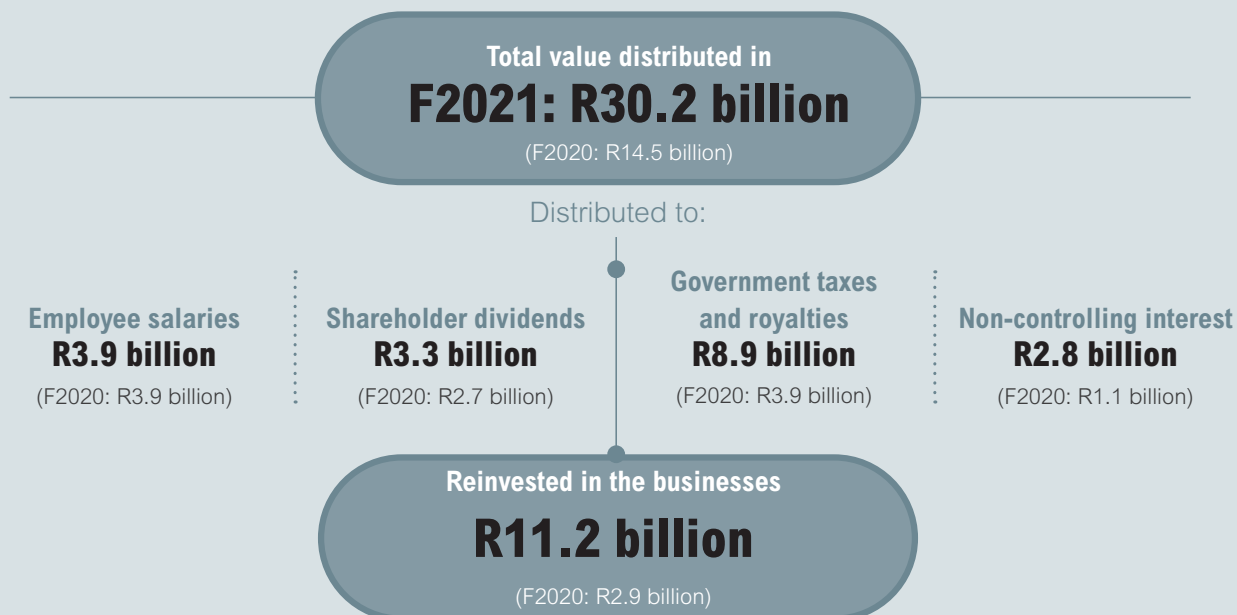 Total value distributed in
F2021: R30.2 billion
(F2020: R14.5 billion)
Distributed to:
Employee salaries
R3.9 billion
(F2020: R3.9 billion)
Shareholder dividends
R3.3 billion
(F2020: R2.7 billion)
Government taxes
and royalties
R8.9 billion
(F2020: R3.9 billion)
Non-controlling interest
R2.8 billion
(F2020: R1.1 billion)
Reinvested in the businesses
R11.2 billion
(F2020: R2.9 billion)